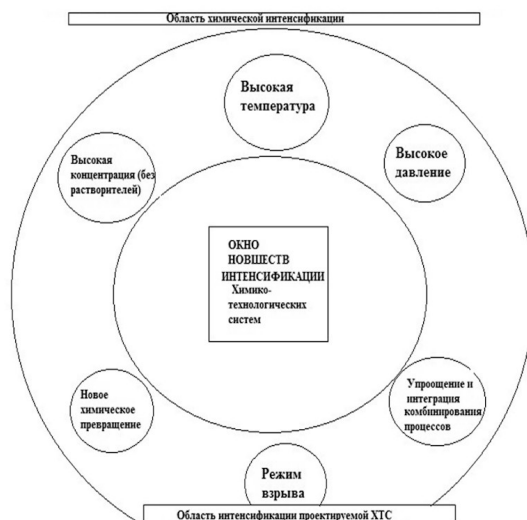 Область химической интенсификации
Высокая
температура
Высокая
концентрация (без
растворителей)
Высокое
давление
ОКНО
НОВШЕСТВ
ИНТЕНСИФИКАЦИИ
Химико-
технологических
систем
Новое
химическое
превращение
Упроощение и
интеграция
комбинирования
процессов
Режим
взрыва
Область интенсификации проектируемой ХТС